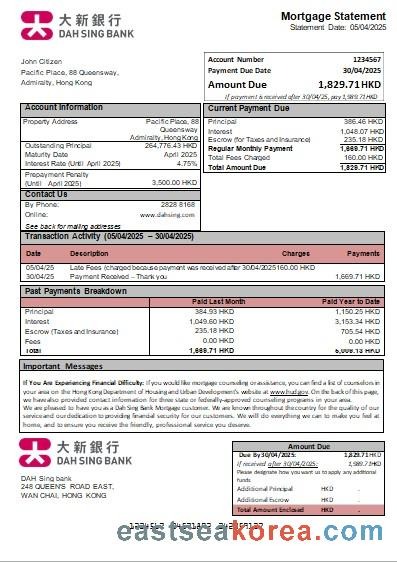 大新銀行
DAH SING BANK
Mortgage Statement
Statement Date: 05/04/2025
John Citizen
Pacific Place, 88 Queensway,
Admiralty, Hong Kong
Account Number 1234567
Payment Due Date 30/04/2025
Amount Due 1,829.71HKD
If payment is received after 30/04/25, pay 1,989.71HKD
Account Information
Property Address Pacific Place, 88
Queensway
Admiralty, Hong Kong
Outstanding Principal 264,776.43 HKD
Maturity Date April 2025
Interest Rate (Until April 2025) 4.75%
Prepayment Penalty
(Until April 2025) 3,500.00 HKD
Contact Us
By Phone: 2828 8168
Online: www.dahsing.com
See back for mailing addresses
Current Payment Due
Principal 386.46 HKD
Interest 1,048.07 HKD
Escrow (for Taxes and Insurance) 235.18 HKD
Regular Monthly Payment 1,669.71 HKD
Total Fees Charged 160.00 HKD
Total Amount Due 1,829.71 HKD
Transaction Activity (05/04/2025 – 30/04/2025)
Date Description Charges Payments
05/04/25 Late Fees (charged because payment was received after 30/04/2025 160.00 HKD
30/04/25 Payment Received – Thank you 1,669.71 HKD
Past Payments Breakdown
Paid Last Month Paid Year to Date
Principal 384.93 HKD 1,150.25 HKD
Interest 1,049.60 HKD 3,153.34 HKD
Escrow (Taxes and Insurance) 235.18 HKD 705.54 HKD
Fees 0.00 HKD 0.00 HKD
Total 1,669.71 HKD
Important Messages
If You Are Experiencing Financial Difficulty: If you would like mortgage counseling or assistance, you can find a list of counselors in
your area on the Hong Kong Department of Housing and Urban Development's website at www.hud.gov. On the back of this page,
we have also provided contact information for three state or federally-approved counseling programs in your area.
We are pleased to have you as a Dah Sing Bank Mortgage customer. We are known throughout the country for the quality of our
service and our dedication to providing financial security for our customers. We will do everything we can to make you feel at
home, and to ensure you receive the friendly, professional service you deserve.
大新銀行
DAH SING BANK
DAH Sing bank
248 QUEEN'S ROAD EAST,
WAN CHAI, HONG KONG
Amount Due
Due By 30/04/2025: 1,829.71HKD
If received after 30/04/2025: 1,989.71HKD
Please designate how you want us to apply any additional
funds.
Additional Principal HKD .
Additional Escrow HKD .
Total Amount Enclosed HKD .
eastseakorea.com